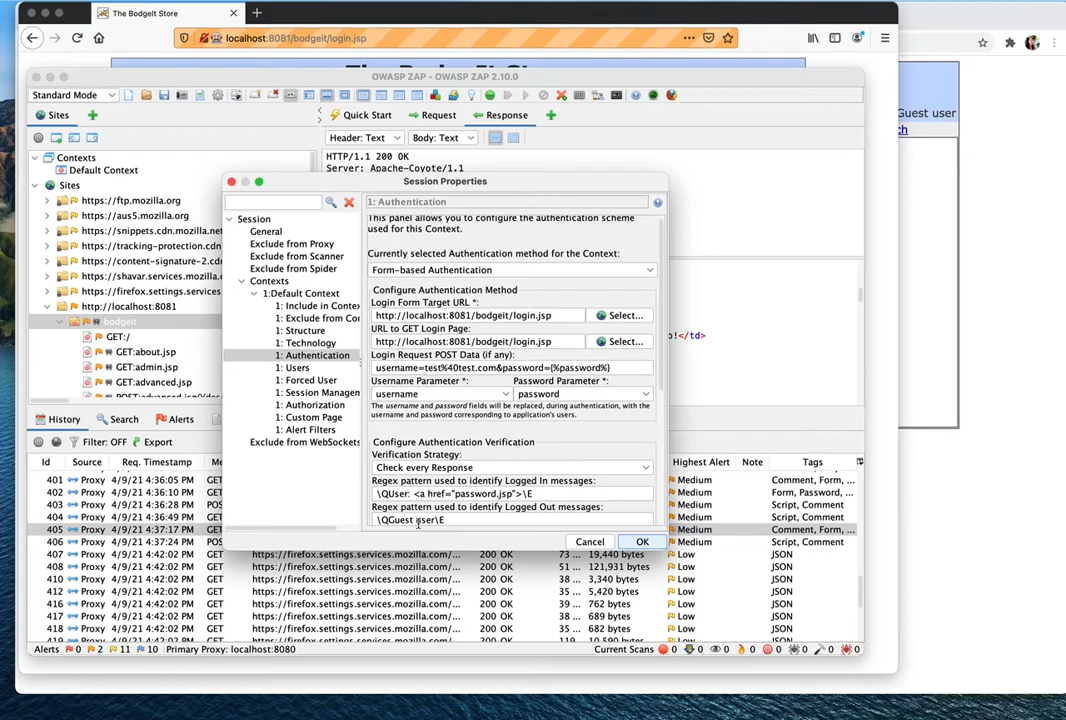 The BodgeIt Store
localhost:8081/bodgeit/login.jsp
OWASP ZAP - OWASP ZAP 2.10.0
Standard Mode
Sites
Quick Start
Request
Response
Header: Text
Body: Text
HTTP/1.1 200 OK
Server: Apache-Coyote/1.1
Guest user
ch
o!</td>
Contexts
Default Context
Sites
https://ftp.mozilla.org
https://aus5.mozilla.org
https://snippets.cdn.mozilla.net
https://tracking-protection.cdn
https://content-signature-2.cdn
https://shavar.services.mozilla.
https://firefox.settings.services
http://localhost:8081
bodgeit
GET:/
GET:about.jsp
GET:admin.jsp
GET:advanced.jsp
Session Properties
Session
General
Exclude from Proxy
Exclude from Scanner
Exclude from Spider
Contexts
1:Default Context
1: Include in Conte
1: Exclude from Co
1: Structure
1: Technology
1: Authentication
1: Users
1: Forced User
1: Session Managen
1: Authorization
1: Custom Page
1: Alert Filters
Exclude from WebSockets
1: Authentication
This panel allows you to configure the authentication scheme
used for this Context.
Currently selected Authentication method for the Context:
Form-based Authentication
Configure Authentication Method
Login Form Target URL *:
http://localhost:8081/bodgeit/login.jsp
Select...
URL to GET Login Page:
http://localhost:8081/bodgeit/login.jsp
Select...
Login Request POST Data (if any):
username=test%40test.com&password={%password%}
Username Parameter *:
Password Parameter *:
username
password
The username and password fields will be replaced, during authentication, with the
username and password corresponding to application's users.
Configure Authentication Verification
Verification Strategy:
Check every Response
Regex pattern used to identify Logged In messages:
\QUser: <a href="password.jsp">\E
Regex pattern used to identify Logged Out messages:
\QGuest user\E
Cancel
OK
History
Search
Alerts
Filter: OFF
Export
Id Source Req. Timestamp Me Highest Alert Note Tags
401 Proxy 4/9/21 4:36:05 PM GET Medium Comment, Form, ...
402 Proxy 4/9/21 4:36:10 PM GET Medium Form, Password, ...
403 Proxy 4/9/21 4:36:28 PM POS Medium Script, Comment
404 Proxy 4/9/21 4:36:49 PM GET Medium Script, Comment
405 Proxy 4/9/21 4:37:17 PM GET Medium Comment, Form, ...
406 Proxy 4/9/21 4:37:24 PM POS Medium Script, Comment
407 Proxy 4/9/21 4:42:02 PM GET https://firefox.settings.services.mozilla.com/... 200 OK 73 ... 19,440 bytes Low JSON
408 Proxy 4/9/21 4:42:02 PM GET https://firefox.settings.services.mozilla.com/... 200 OK 51 ... 121,931 bytes Low JSON
410 Proxy 4/9/21 4:42:02 PM GET https://firefox.settings.services.mozilla.com/... 200 OK 38 ... 3,340 bytes Low JSON
412 Proxy 4/9/21 4:42:02 PM GET https://firefox.settings.services.mozilla.com/... 200 OK 35 ... 5,420 bytes Low JSON
416 Proxy 4/9/21 4:42:02 PM GET https://firefox.settings.services.mozilla.com/... 200 OK 39 ... 762 bytes Low JSON
417 Proxy 4/9/21 4:42:02 PM GET https://firefox.settings.services.mozilla.com/... 200 OK 38 ... 689 bytes Low JSON
418 Proxy 4/9/21 4:42:02 PM GET https://firefox.settings.services.mozilla.com/... 200 OK 35 ... 682 bytes Low JSON
Alerts 0 2 11 10 Primary Proxy: localhost:8080
Current Scans 0 0 0 0 0 0 0 0